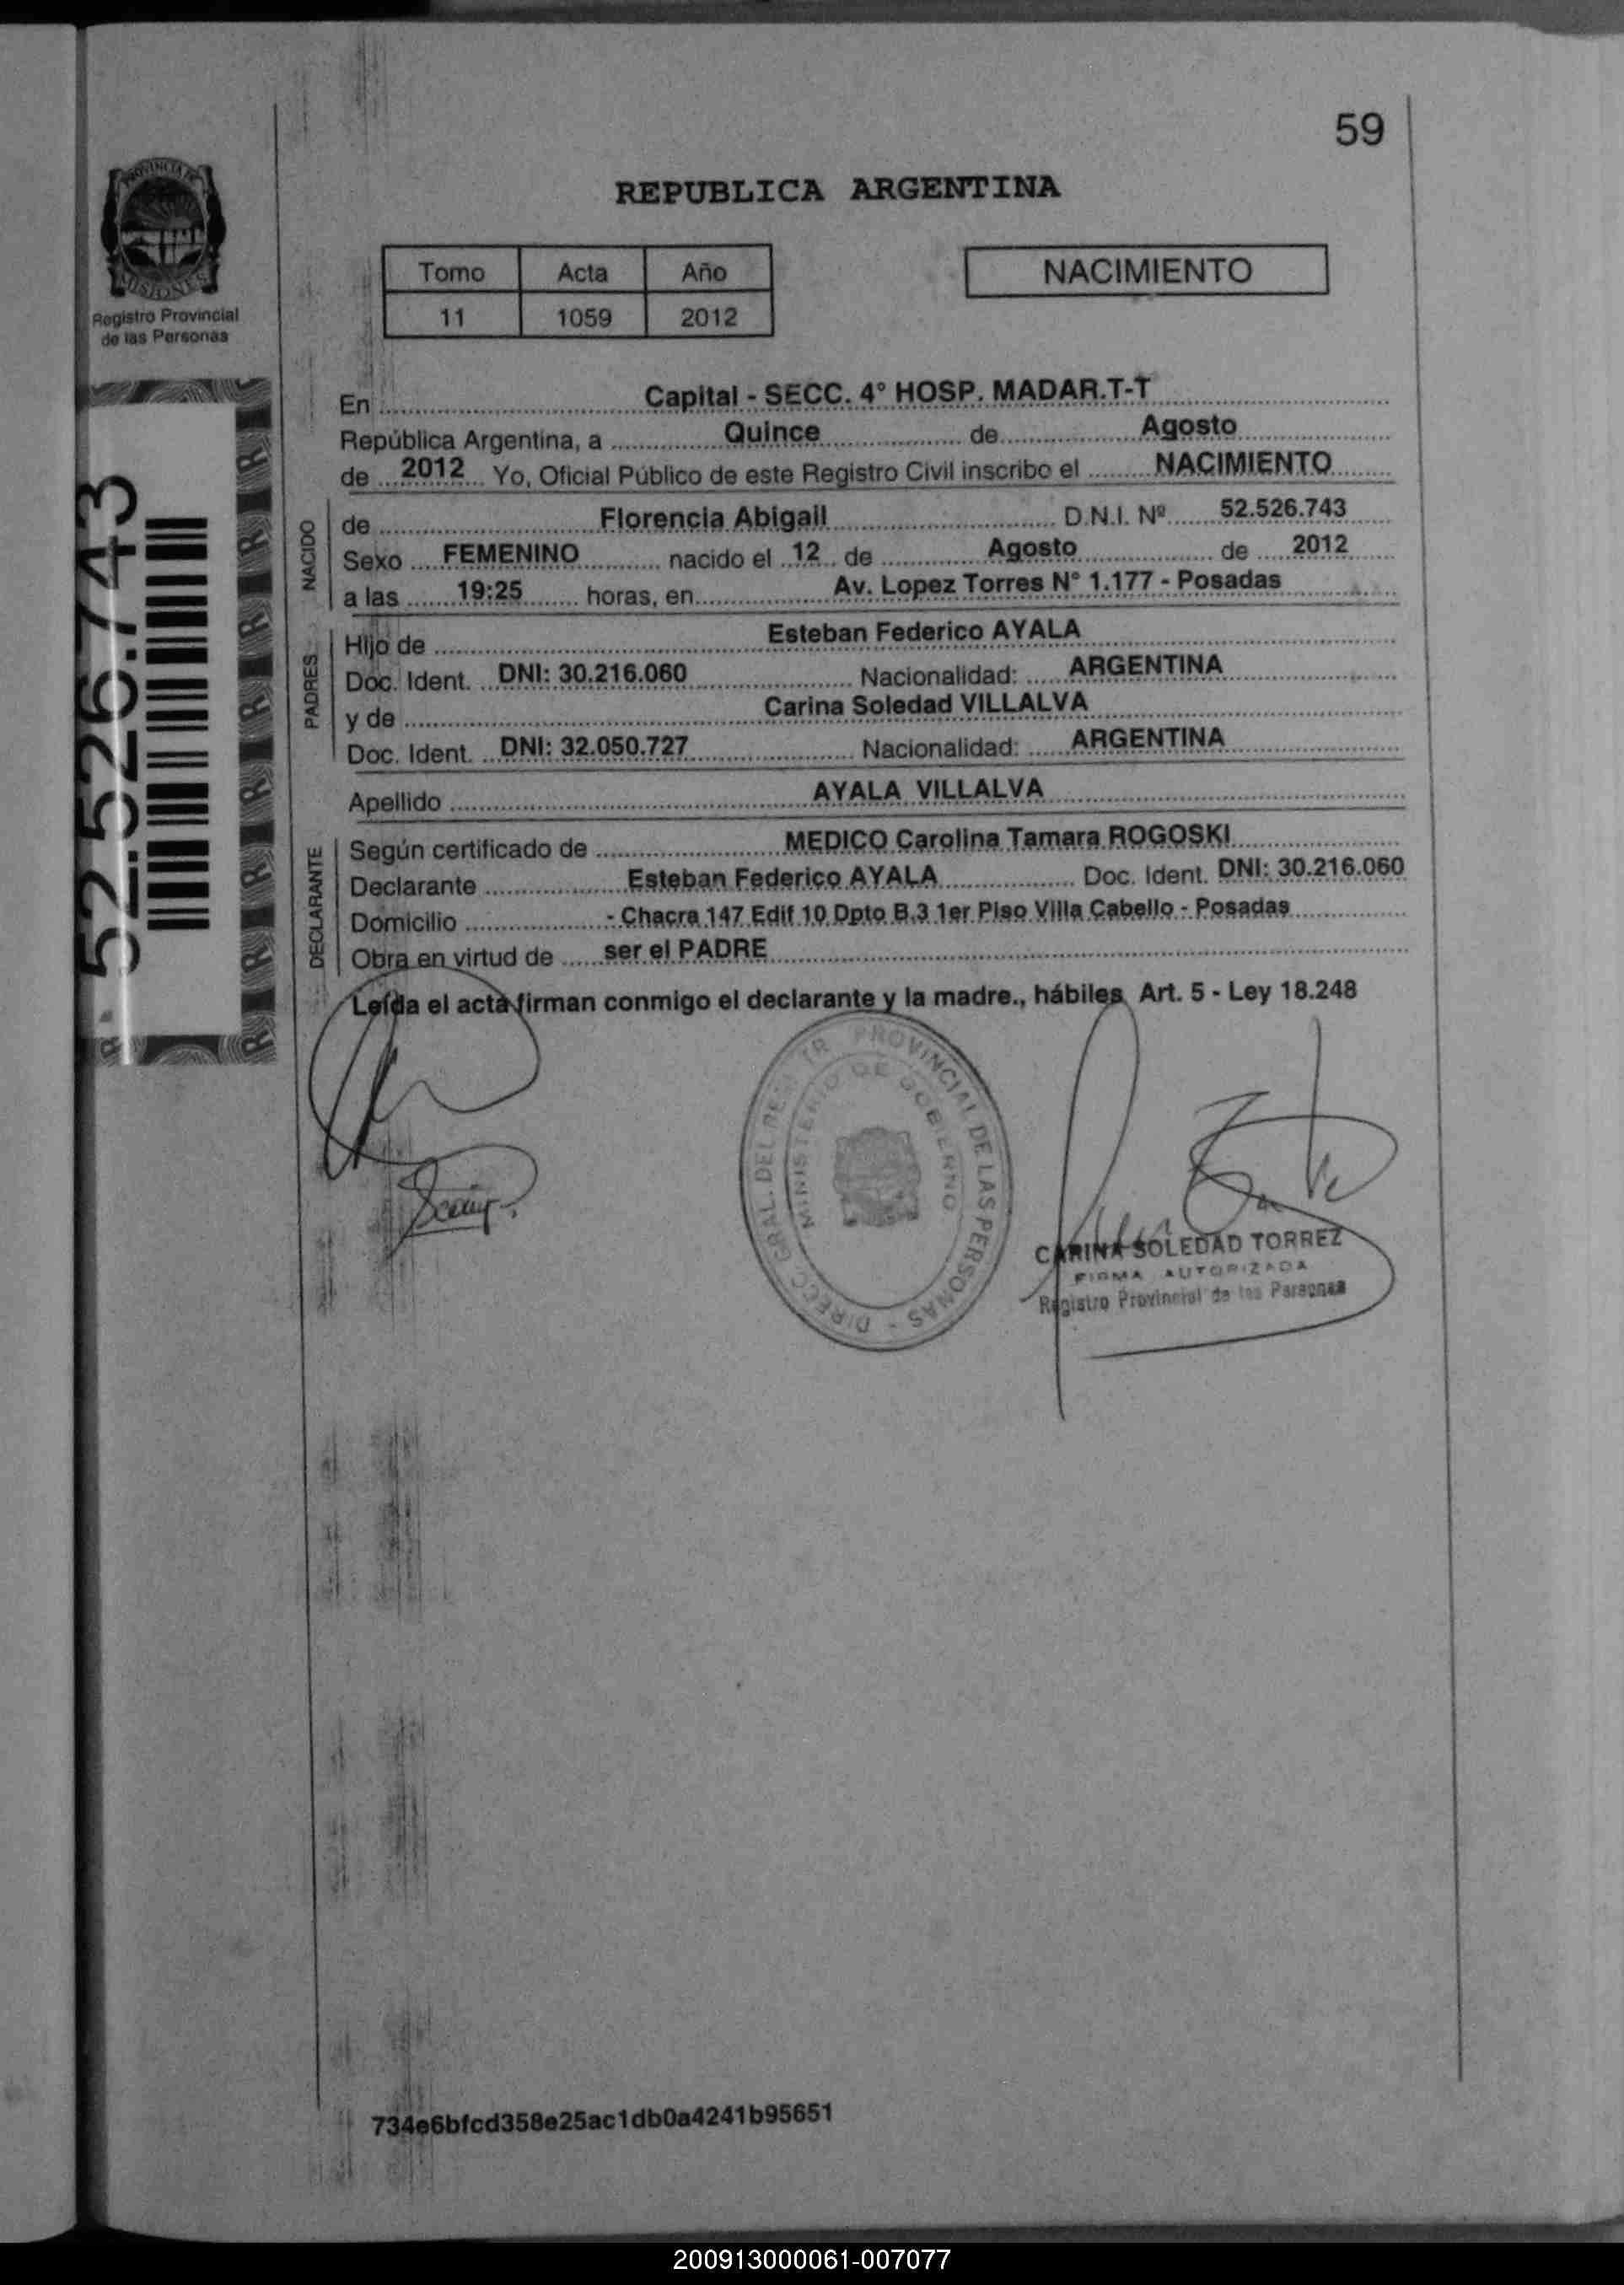 59
PROVINCIA DE
MISIONES
Registro Provincial
de las Personas
REPUBLICA ARGENTINA
Tomo Acta Año
11 1059 2012
NACIMIENTO
52.526.743
En Capital - SECC. 4° HOSP. MADAR.T-T
República Argentina, a Quince de Agosto
de 2012 Yo, Oficial Público de este Registro Civil inscribo el NACIMIENTO
NACIDO
de Florencia Abigail D.N.I. Nº 52.526.743
Sexo FEMENINO nacido el 12 de Agosto de 2012
a las 19:25 horas, en Av. Lopez Torres N° 1.177 - Posadas
PADRES
Hijo de Esteban Federico AYALA
Doc. Ident. DNI: 30.216.060 Nacionalidad: ARGENTINA
y de Carina Soledad VILLALVA
Doc. Ident. DNI: 32.050.727 Nacionalidad: ARGENTINA
Apellido AYALA VILLALVA
DECLARANTE
Según certificado de MEDICO Carolina Tamara ROGOSKI
Declarante Esteban Federico AYALA Doc. Ident. DNI: 30.216.060
Domicilio - Chacra 147 Edif 10 Dpto B.3 1er Piso Villa Cabello - Posadas
Obra en virtud de ser el PADRE
Leída el acta firman conmigo el declarante y la madre., hábiles Art. 5 - Ley 18.248
DIRECC. GRAL. DEL REGISTR. PROVINCIAL DE LAS PERSONAS -
MINISTERIO DE GOBIERNO
CARINA SOLEDAD TORREZ
FIRMA AUTORIZADA
Registro Provincial de las Personas
734e6bfcd358e25ac1db0a4241b95651
200913000061-007077